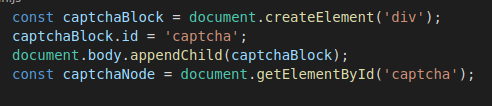 const captchaBlock = document.createElement('div');
captchaBlock.id = 'captcha';
document.body.appendChild(captchaBlock);
const captchaNode = document.getElementById('captcha');